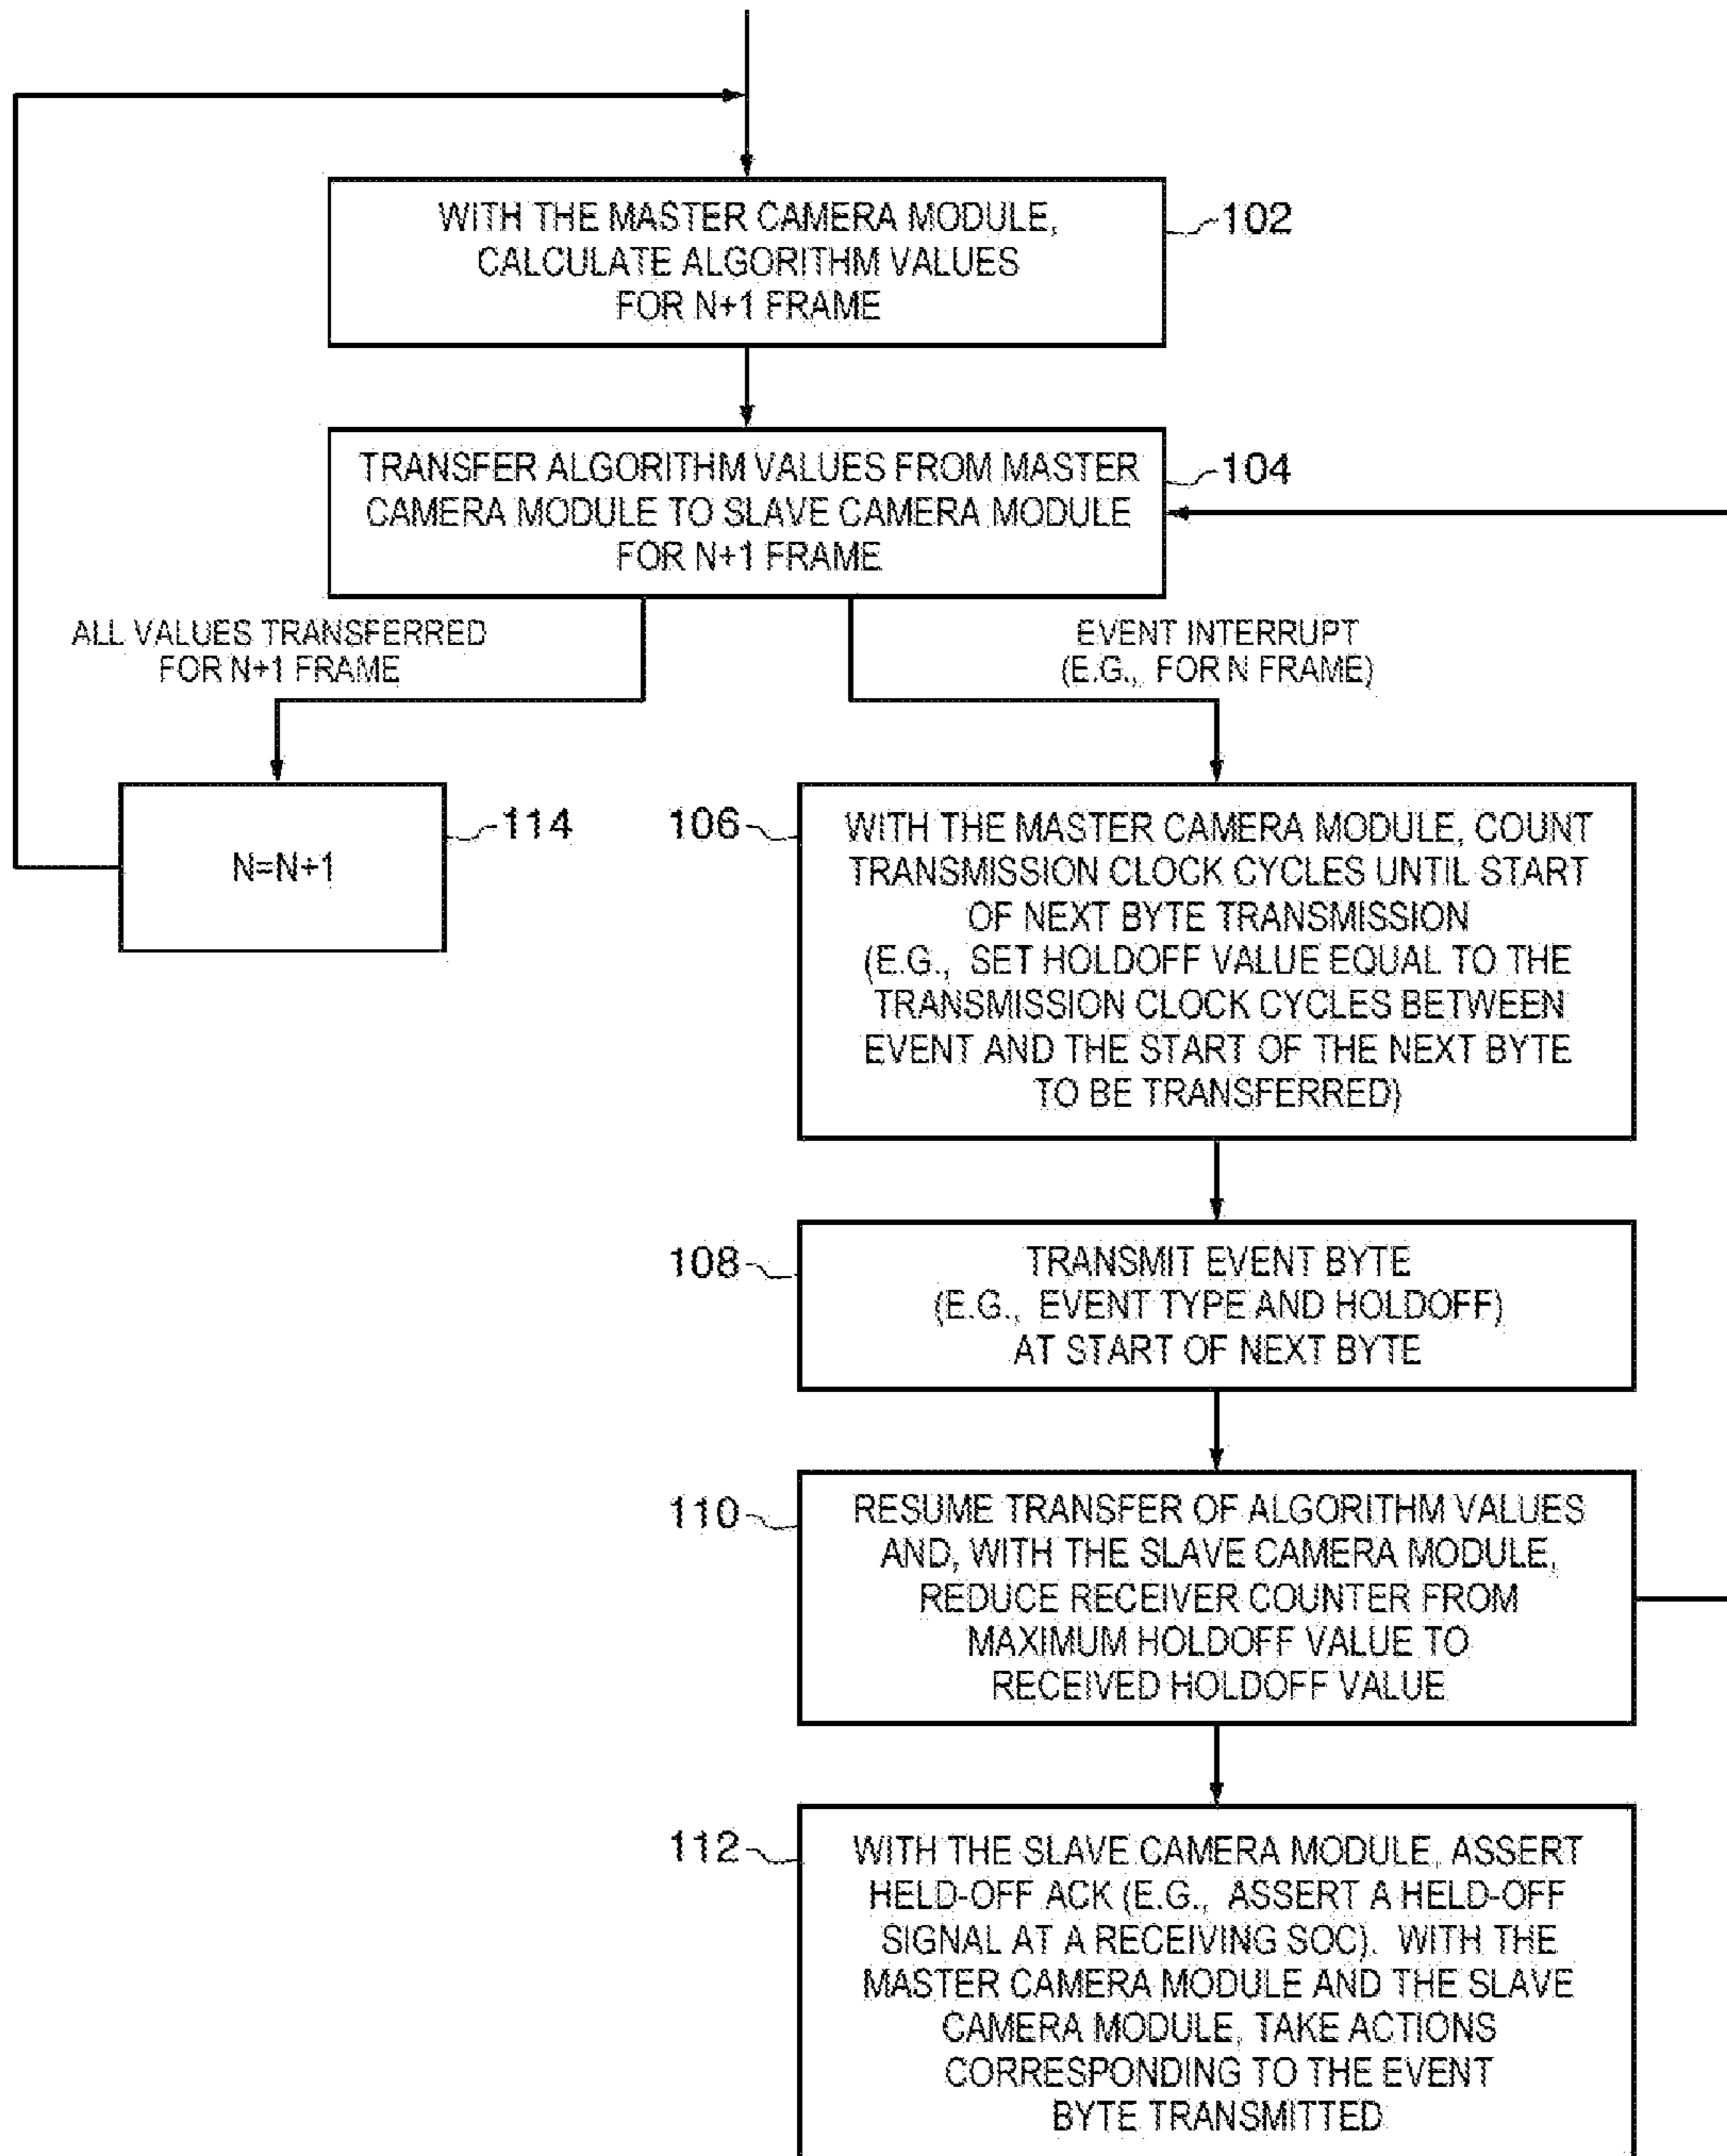 WITH THE MASTER CAMERA MODULE,
CALCULATE ALGORITHM VALUES
FOR N+1 FRAME
102
TRANSFER ALGORITHM VALUES FROM MASTER
CAMERA MODULE TO SLAVE CAMERA MODULE
FOR N+1 FRAME
104
ALL VALUES TRANSFERRED
FOR N+1 FRAME
EVENT INTERRUPT
(E.G., FOR N FRAME)
N=N+1
114
106
WITH THE MASTER CAMERA MODULE, COUNT
TRANSMISSION CLOCK CYCLES UNTIL START
OF NEXT BYTE TRANSMISSION
(E.G., SET HOLDOFF VALUE EQUAL TO THE
TRANSMISSION CLOCK CYCLES BETWEEN
EVENT AND THE START OF THE NEXT BYTE
TO BE TRANSFERRED)
108
TRANSMIT EVENT BYTE
(E.G., EVENT TYPE AND HOLDOFF)
AT START OF NEXT BYTE
110
RESUME TRANSFER OF ALGORITHM VALUES
AND, WITH THE SLAVE CAMERA MODULE,
REDUCE RECEIVER COUNTER FROM
MAXIMUM HOLDOFF VALUE TO
RECEIVED HOLDOFF VALUE
112
WITH THE SLAVE CAMERA MODULE, ASSERT
HELD-OFF ACK (E.G., ASSERT A HELD-OFF
SIGNAL AT A RECEIVING SOC). WITH THE
MASTER CAMERA MODULE AND THE SLAVE
CAMERA MODULE, TAKE ACTIONS
CORRESPONDING TO THE EVENT
BYTE TRANSMITTED